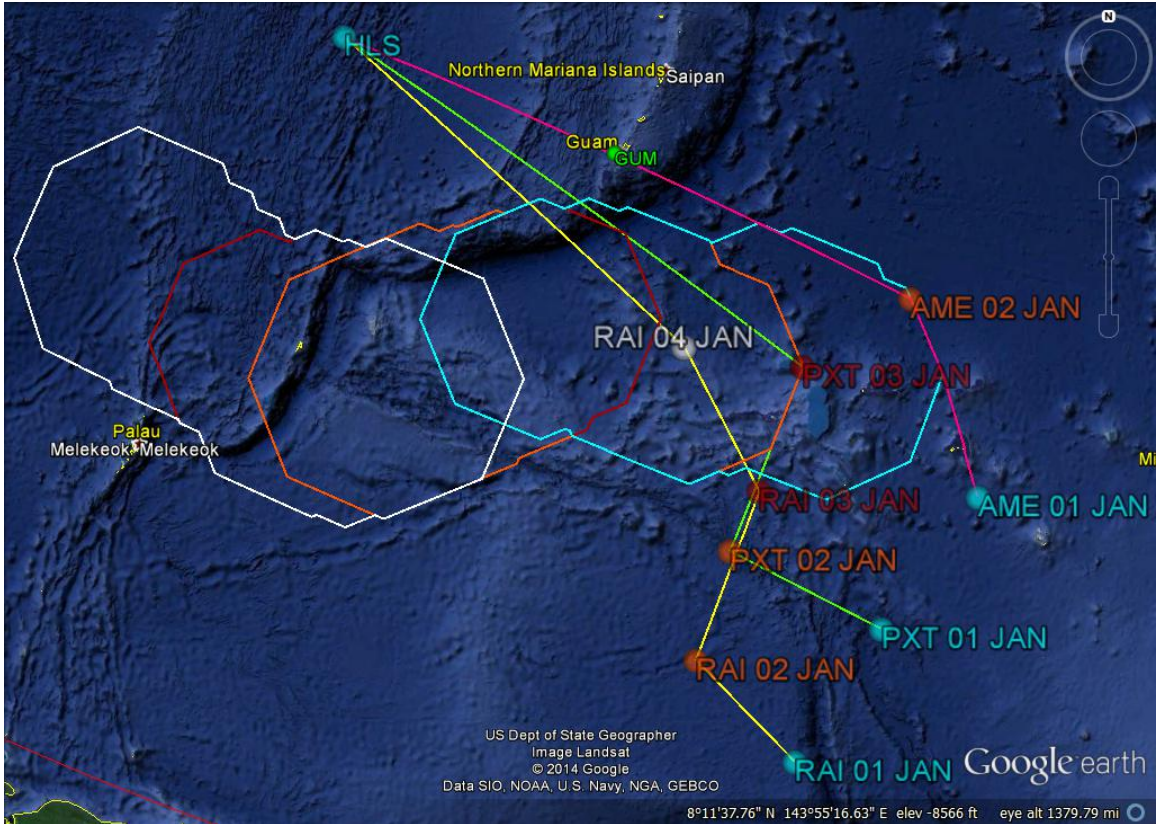 N
HLS
Northern Mariana Islands
Saipan
Guam
GUM
AME 02 JAN
RAI 04 JAN
PXT 03 JAN
Palau
Melekeok Melekeok
Mi
RAI 03 JAN
AME 01 JAN
PXT 02 JAN
PXT 01 JAN
RAI 02 JAN
US Dept of State Geographer
Image Landsat
© 2014 Google
Data SIO, NOAA, U.S. Navy, NGA, GEBCO
RAI 01 JAN
Google earth
8°11'37.76" N 143°55'16.63" E elev -8566 ft eye alt 1379.79 mi